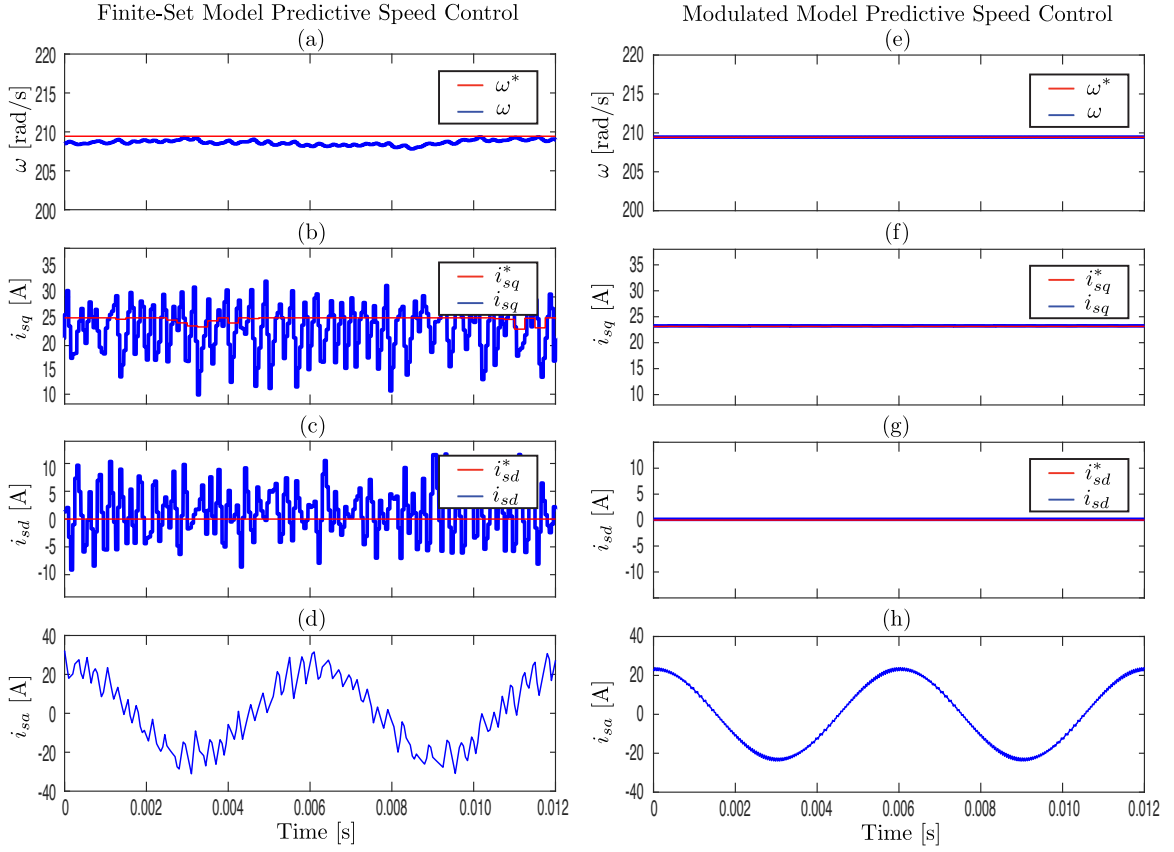 Finite-Set Model Predictive Speed Control
(a)
220
215
210
205
200
ω [rad/s]
ω*
ω
(b)
35
30
25
20
15
10
i_sq [A]
i*_sq
i_sq
(c)
10
5
0
-5
-10
i_sd [A]
i*_sd
i_sd
(d)
40
20
0
-20
-40
i_sa [A]
0 0.002 0.004 0.006 0.008 0.010 0.012
Time [s]
Modulated Model Predictive Speed Control
(e)
220
215
210
205
200
ω [rad/s]
ω*
ω
(f)
35
30
25
20
15
10
i_sq [A]
i*_sq
i_sq
(g)
15
10
5
0
-5
-10
-15
i_sd [A]
i*_sd
i_sd
(h)
40
20
0
-20
-40
i_sa [A]
0 0.002 0.004 0.006 0.008 0.010 0.012
Time [s]